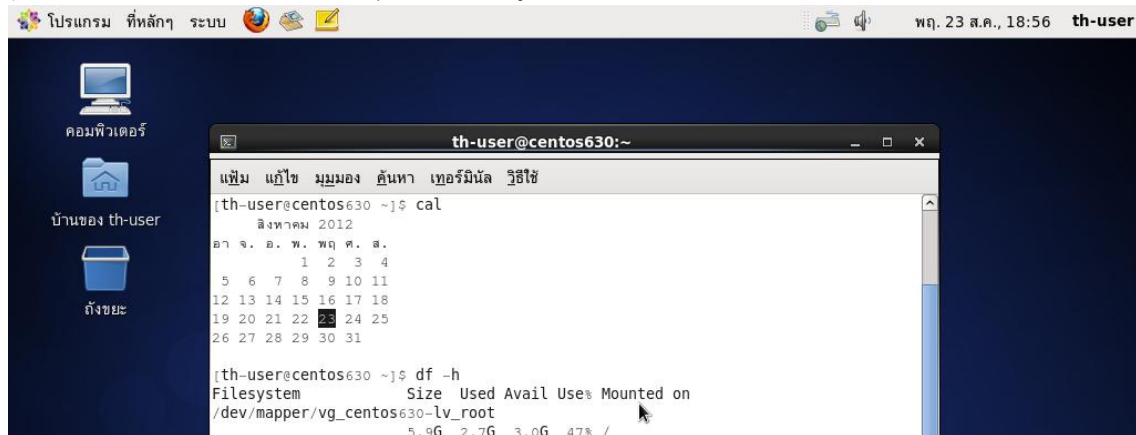 โปรแกรม ที่หลักๆ ระบบ พฤ. 23 ส.ค., 18:56 th-user
คอมพิวเตอร์
บ้านของ th-user
ถังขยะ
th-user@centos630:~
แฟ้ม แก้ไข มุมมอง ค้นหา เทอร์มินัล วิธีใช้
[th-user@centos630 ~]$ cal
สิงหาคม 2012
อา จ. อ. พ. พฤ ศ. ส.
1 2 3 4
5 6 7 8 9 10 11
12 13 14 15 16 17 18
19 20 21 22 23 24 25
26 27 28 29 30 31
[th-user@centos630 ~]$ df -h
Filesystem Size Used Avail Use% Mounted on
/dev/mapper/vg_centos630-lv_root
5.9G 2.7G 3.0G 47% /